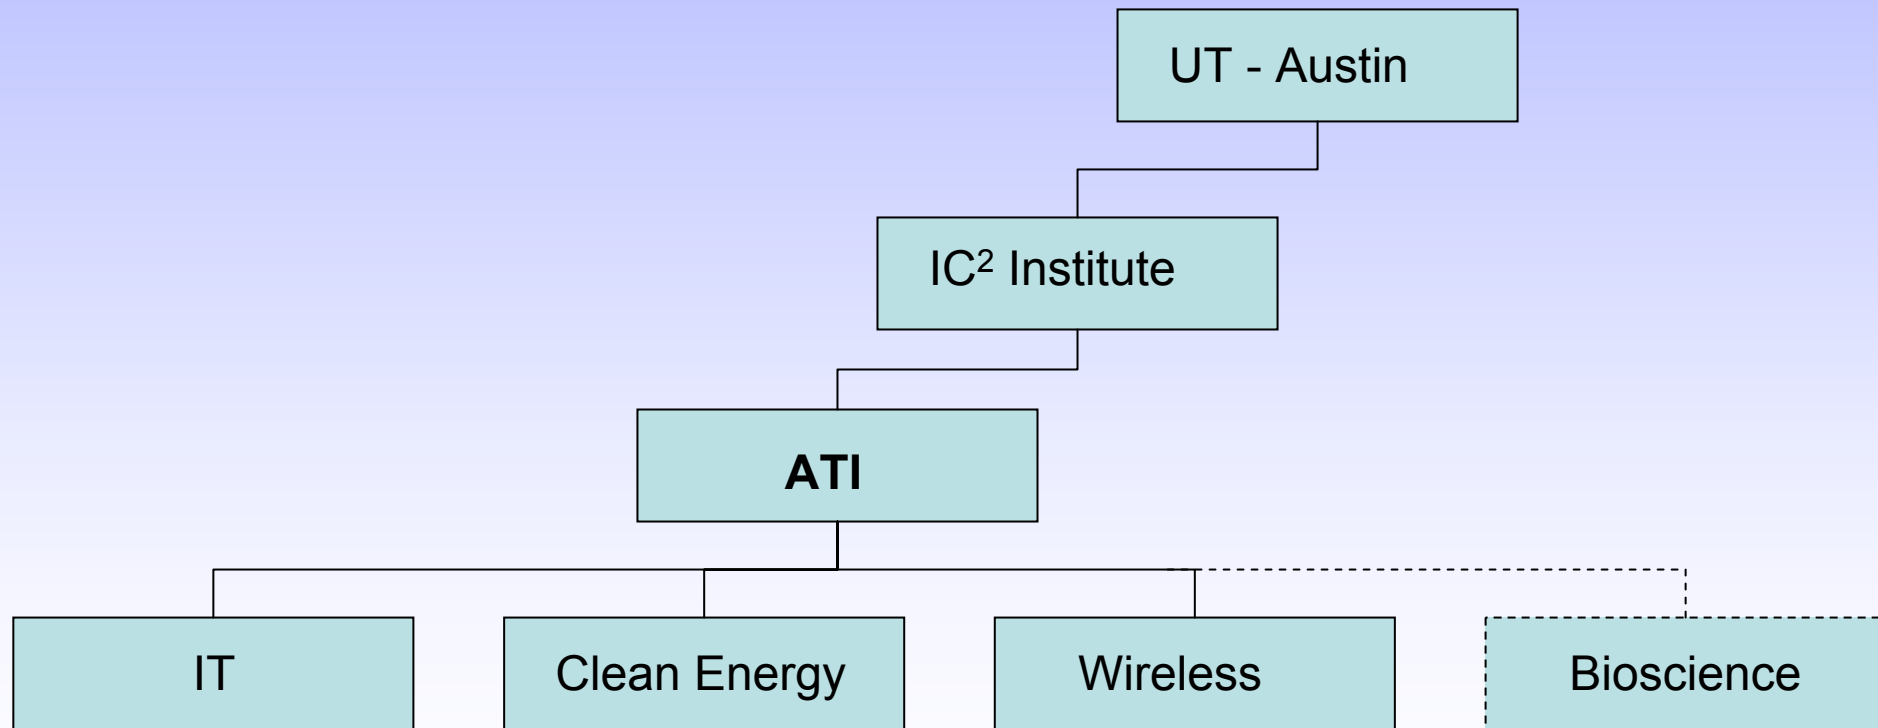 UT - Austin
IC² Institute
ATI
IT
Clean Energy
Wireless
Bioscience